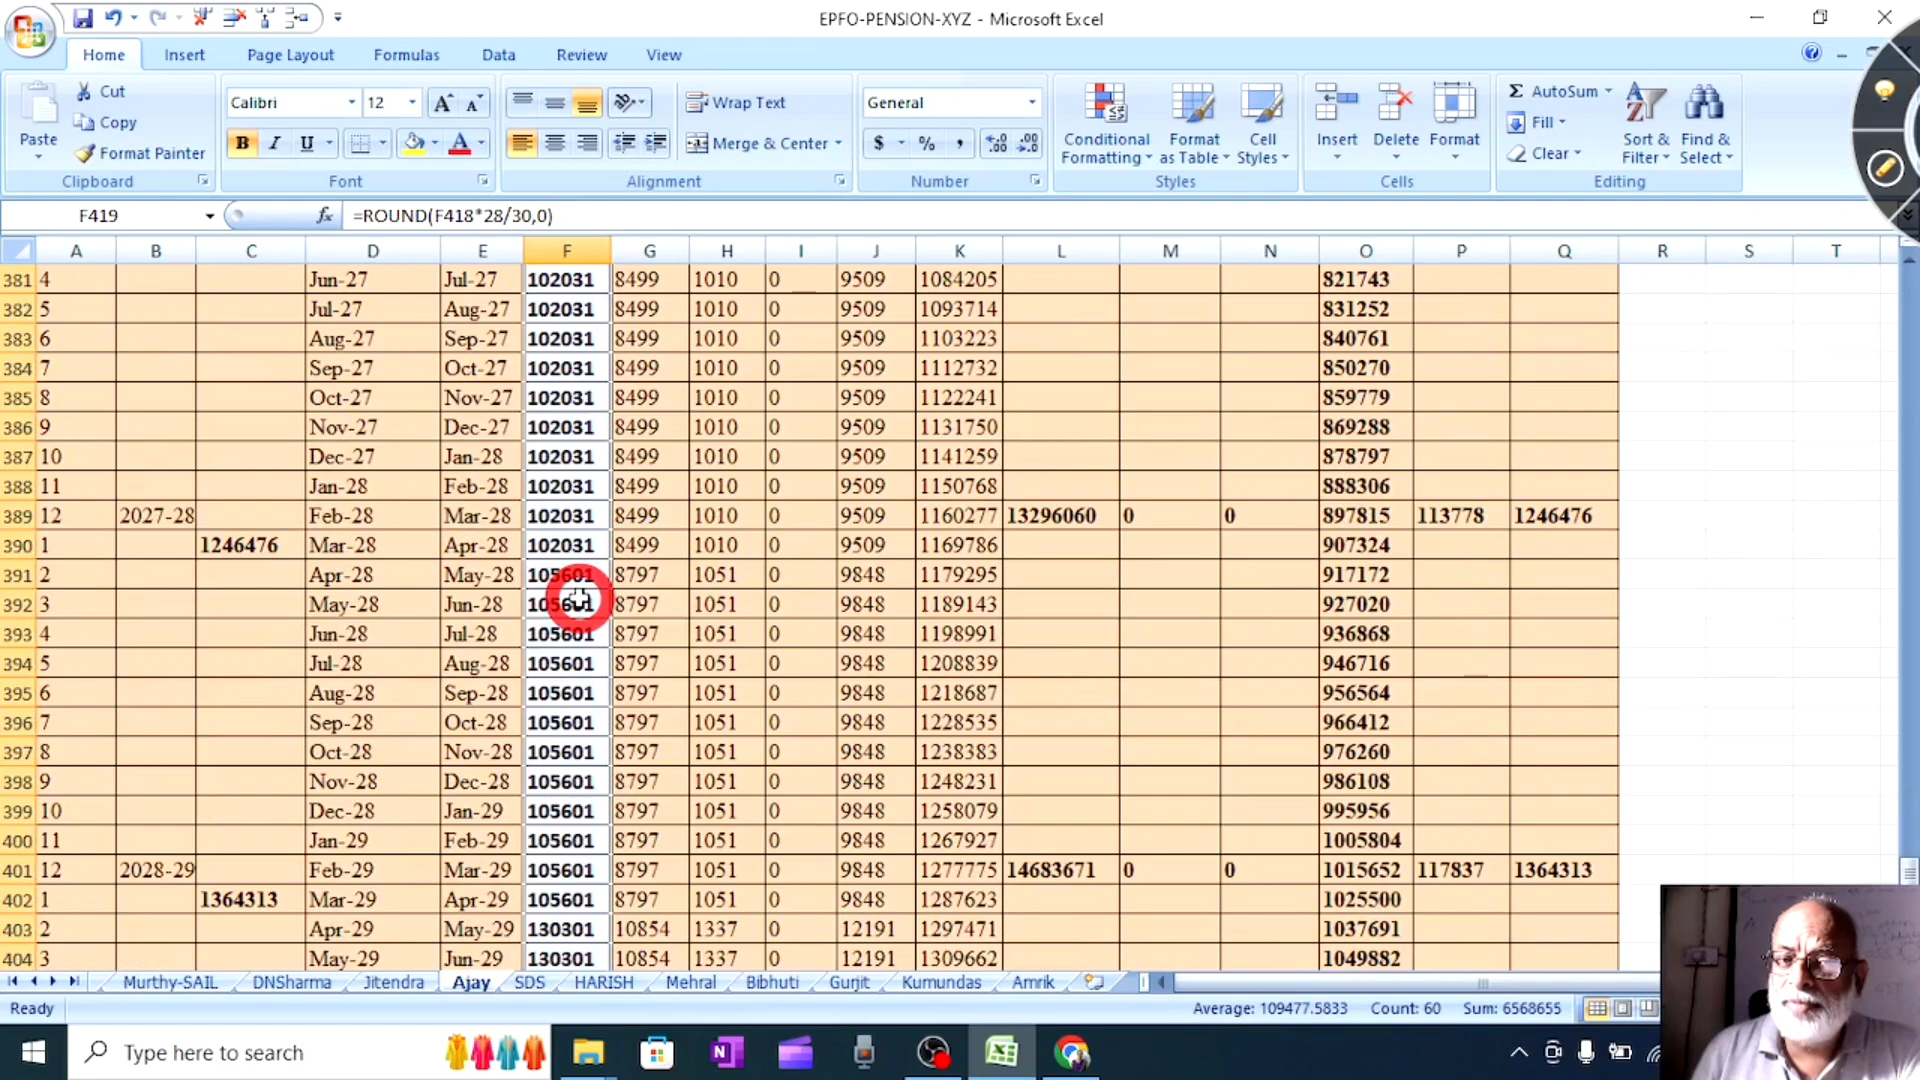 EPFO-PENSION-XYZ - Microsoft Excel
Home Insert Page Layout Formulas Data Review View
Cut
Copy
Format Painter
Paste
Calibri 12
B I U
Wrap Text
Merge & Center
General
$ % ,
Conditional Formatting
Format as Table
Cell Styles
Insert Delete Format
AutoSum
Fill
Clear
Sort & Filter
Find & Select
Clipboard Font Alignment Number Styles Cells Editing
F419 fx =ROUND(F418*28/30,0)
A B C D E F G H I J K L M N O P Q R S T
381 4 Jun-27 Jul-27 102031 8499 1010 0 9509 1084205 821743
382 5 Jul-27 Aug-27 102031 8499 1010 0 9509 1093714 831252
383 6 Aug-27 Sep-27 102031 8499 1010 0 9509 1103223 840761
384 7 Sep-27 Oct-27 102031 8499 1010 0 9509 1112732 850270
385 8 Oct-27 Nov-27 102031 8499 1010 0 9509 1122241 859779
386 9 Nov-27 Dec-27 102031 8499 1010 0 9509 1131750 869288
387 10 Dec-27 Jan-28 102031 8499 1010 0 9509 1141259 878797
388 11 Jan-28 Feb-28 102031 8499 1010 0 9509 1150768 888306
389 12 2027-28 Feb-28 Mar-28 102031 8499 1010 0 9509 1160277 13296060 0 0 897815 113778 1246476
390 1 1246476 Mar-28 Apr-28 102031 8499 1010 0 9509 1169786 907324
391 2 Apr-28 May-28 105601 8797 1051 0 9848 1179295 917172
392 3 May-28 Jun-28 105601 8797 1051 0 9848 1189143 927020
393 4 Jun-28 Jul-28 105601 8797 1051 0 9848 1198991 936868
394 5 Jul-28 Aug-28 105601 8797 1051 0 9848 1208839 946716
395 6 Aug-28 Sep-28 105601 8797 1051 0 9848 1218687 956564
396 7 Sep-28 Oct-28 105601 8797 1051 0 9848 1228535 966412
397 8 Oct-28 Nov-28 105601 8797 1051 0 9848 1238383 976260
398 9 Nov-28 Dec-28 105601 8797 1051 0 9848 1248231 986108
399 10 Dec-28 Jan-29 105601 8797 1051 0 9848 1258079 995956
400 11 Jan-29 Feb-29 105601 8797 1051 0 9848 1267927 1005804
401 12 2028-29 Feb-29 Mar-29 105601 8797 1051 0 9848 1277775 14683671 0 0 1015652 117837 1364313
402 1 1364313 Mar-29 Apr-29 105601 8797 1051 0 9848 1287623 1025500
403 2 Apr-29 May-29 130301 10854 1337 0 12191 1297471 1037691
404 3 May-29 Jun-29 130301 10854 1337 0 12191 1309662 1049882
Murthy-SAIL DNSharma Jitendra Ajay SDS HARISH Mehral Bibhuti Gurjit Kumundas Amrik
Ready Average: 109477.5833 Count: 60 Sum: 6568655
Type here to search